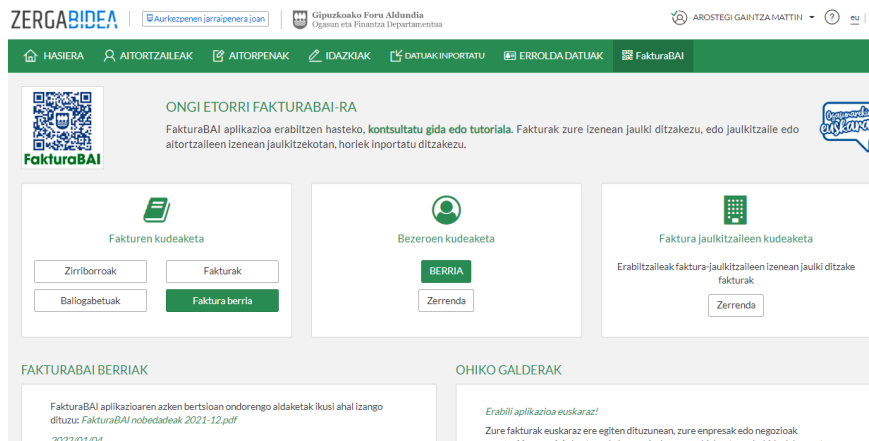 ZERGABIDEA
Aurkezpenen jarraipenera joan
Gipuzkoako Foru Aldundia
Ogasun eta Finantza Departamentua
AROSTEGI GAINTZA MATTIN
?
eu
HASIERA
AITORTZAILEAK
AITORPENAK
IDAZKIAK
DATUAK INPORTATU
ERROLDA DATUAK
FakturaBAI
FakturaBAI
ONGI ETORRI FAKTURABAI-RA
FakturaBAI aplikazioa erabiltzen hasteko, kontsultatu gida edo tutoriala. Fakturak zure izenean jaulki ditzakezu, edo jaulkitzaile edo
aitortzaileen izenean jaulkitzekotan, horiek inportatu ditzakezu.
Fakturen kudeaketa
Zirriborroak
Fakturak
Baliogabetuak
Faktura berria
Bezeroen kudeaketa
BERRIA
Zerrenda
Faktura jaulkitzaileen kudeaketa
Erabiltzaileak faktura-jaulkitzaileen izenean jaulki ditzake
fakturak
Zerrenda
FAKTURABAI BERRIAK
FakturaBAI aplikazioaren azken bertsioan ondorengo aldaketak ikusi ahal izango
dituzu: FakturaBAI nobedadeak 2021-12.pdf
2022/01/04
OHIKO GALDERAK
Erabili aplikazioa euskaraz!
Zure fakturak euskaraz ere egiten dituzunean, zure enpresak edo negozioak